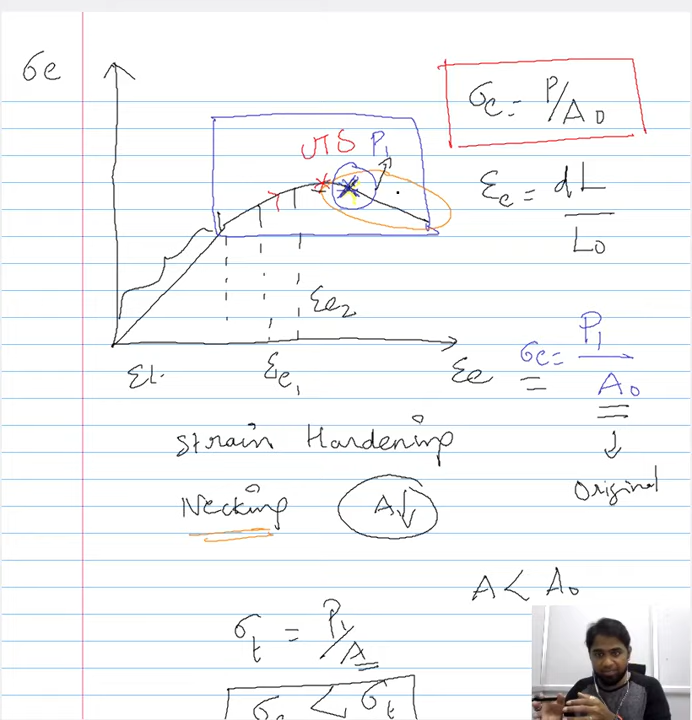 σe
σe = P/A0
UTS P1
εe = dL/L0
εe2
εt
εe1
εe
σe = P1/A0
Strain Hardening
Original
Necking
A↓
A < A0
σt = P1/A
σe < σt